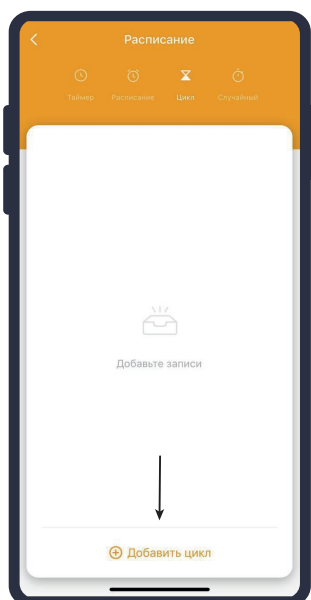 Расписание
Таймер Расписание Цикл Случайный
Добавьте записи
Добавить цикл